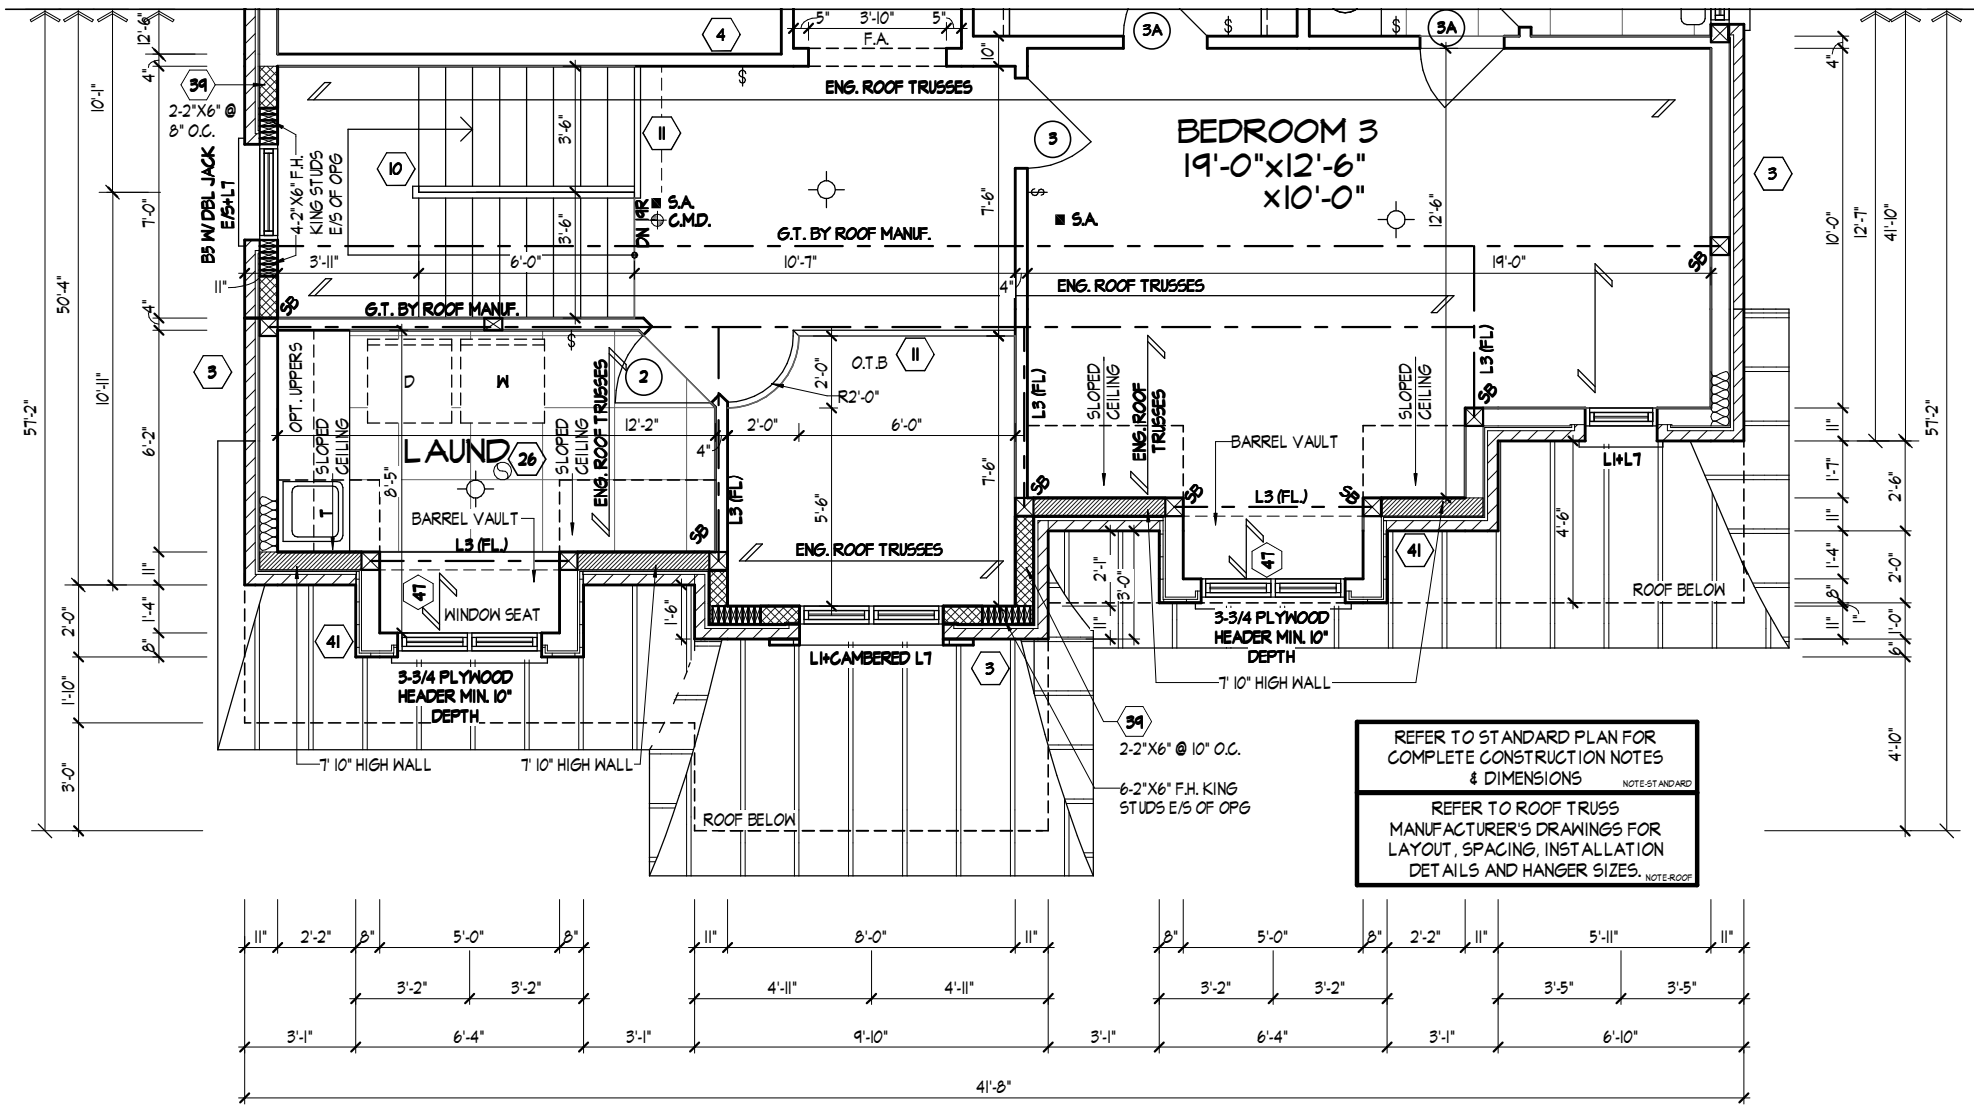 12'-6"
4"
10'-1"
5" 3'-10" 5"
F.A.
10"
4
3A
3A
$
$
$
ENG. ROOF TRUSSES
39
2-2"X6" @
8" O.C.
B5 W/DBL JACK
E/S+L7
4-2"X6" F.H.
KING STUDS
E/S OF OPG
10
3'-6"
3'-6"
11
S.A.
C.M.D.
DN 19R
3
7'-6"
$
S.A.
BEDROOM 3
19'-0"x12'-6"
x10'-0"
12'-6"
3
4"
10'-0"
12'-7"
41'-10"
G.T. BY ROOF MANUF.
3'-11"
6'-0"
10'-7"
4"
19'-0"
SB
11"
SB
G.T. BY ROOF MANUF.
ENG. ROOF TRUSSES
7'-0"
4"
50'-4"
57'-2"
10'-11"
6'-2"
3
OPT. UPPERS
D
W
$
ENG. ROOF TRUSSES
2
O.T.B
11
2'-0"
R2'-0"
SLOPED
CEILING
SLOPED
CEILING
LAUND
26
12'-2"
4"
2'-0"
6'-0"
8'-5"
T
BARREL VAULT
L3 (FL.)
SB
L3 (FL)
5'-6"
7'-6"
L3 (FL)
SB
ENG. ROOF TRUSSES
SLOPED
CEILING
ENG. ROOF
TRUSSES
SLOPED
CEILING
BARREL VAULT
L3 (FL)
SB
L1+L7
SB
L3 (FL.)
SB
47
41
4'-6"
ROOF BELOW
57'-2"
11"
1'-7"
2'-6"
11"
1'-4"
2'-0"
8"
1"
11"
1'-0"
6"
4'-10"
11"
1'-4"
2'-0"
8"
1'-10"
3'-0"
47
WINDOW SEAT
41
1'-6"
L1+CAMBERED L7
3
2'-1"
3'-0"
11"
3-3/4 PLYWOOD
HEADER MIN. 10"
DEPTH
3-3/4 PLYWOOD
HEADER MIN. 10"
DEPTH
7' 10" HIGH WALL
7' 10" HIGH WALL
7' 10" HIGH WALL
39
2-2"X6" @ 10" O.C.
6-2"X6" F.H. KING
STUDS E/S OF OPG
ROOF BELOW
REFER TO STANDARD PLAN FOR
COMPLETE CONSTRUCTION NOTES
& DIMENSIONS
NOTE-STANDARD
REFER TO ROOF TRUSS
MANUFACTURER'S DRAWINGS FOR
LAYOUT, SPACING, INSTALLATION
DETAILS AND HANGER SIZES.
NOTE-ROOF
11" 2'-2" 8" 5'-0" 8" 11" 8'-0" 11" 8" 5'-0" 8" 2'-2" 11" 5'-11" 11"
3'-2" 3'-2" 4'-11" 4'-11" 3'-2" 3'-2" 3'-5" 3'-5"
3'-1" 6'-4" 3'-1" 9'-10" 3'-1" 6'-4" 3'-1" 6'-10"
41'-8"